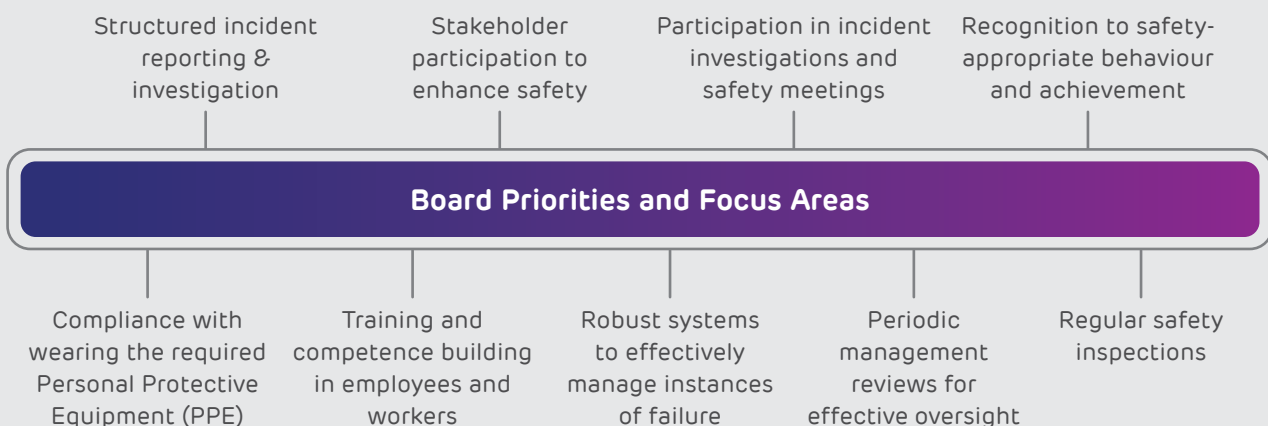 Structured incident
reporting &
investigation
Stakeholder
participation to
enhance safety
Participation in incident
investigations and
safety meetings
Recognition to safety-
appropriate behaviour
and achievement
Board Priorities and Focus Areas
Compliance with
wearing the required
Personal Protective
Equipment (PPE)
Training and
competence building
in employees and
workers
Robust systems
to effectively
manage instances
of failure
Periodic
management
reviews for
effective oversight
Regular safety
inspections